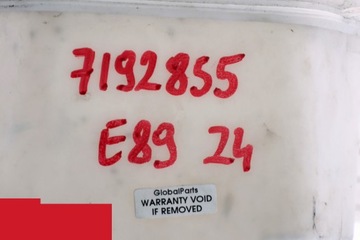 7192855
E89 24
GlobalParts
WARRANTY VOID
IF REMOVED